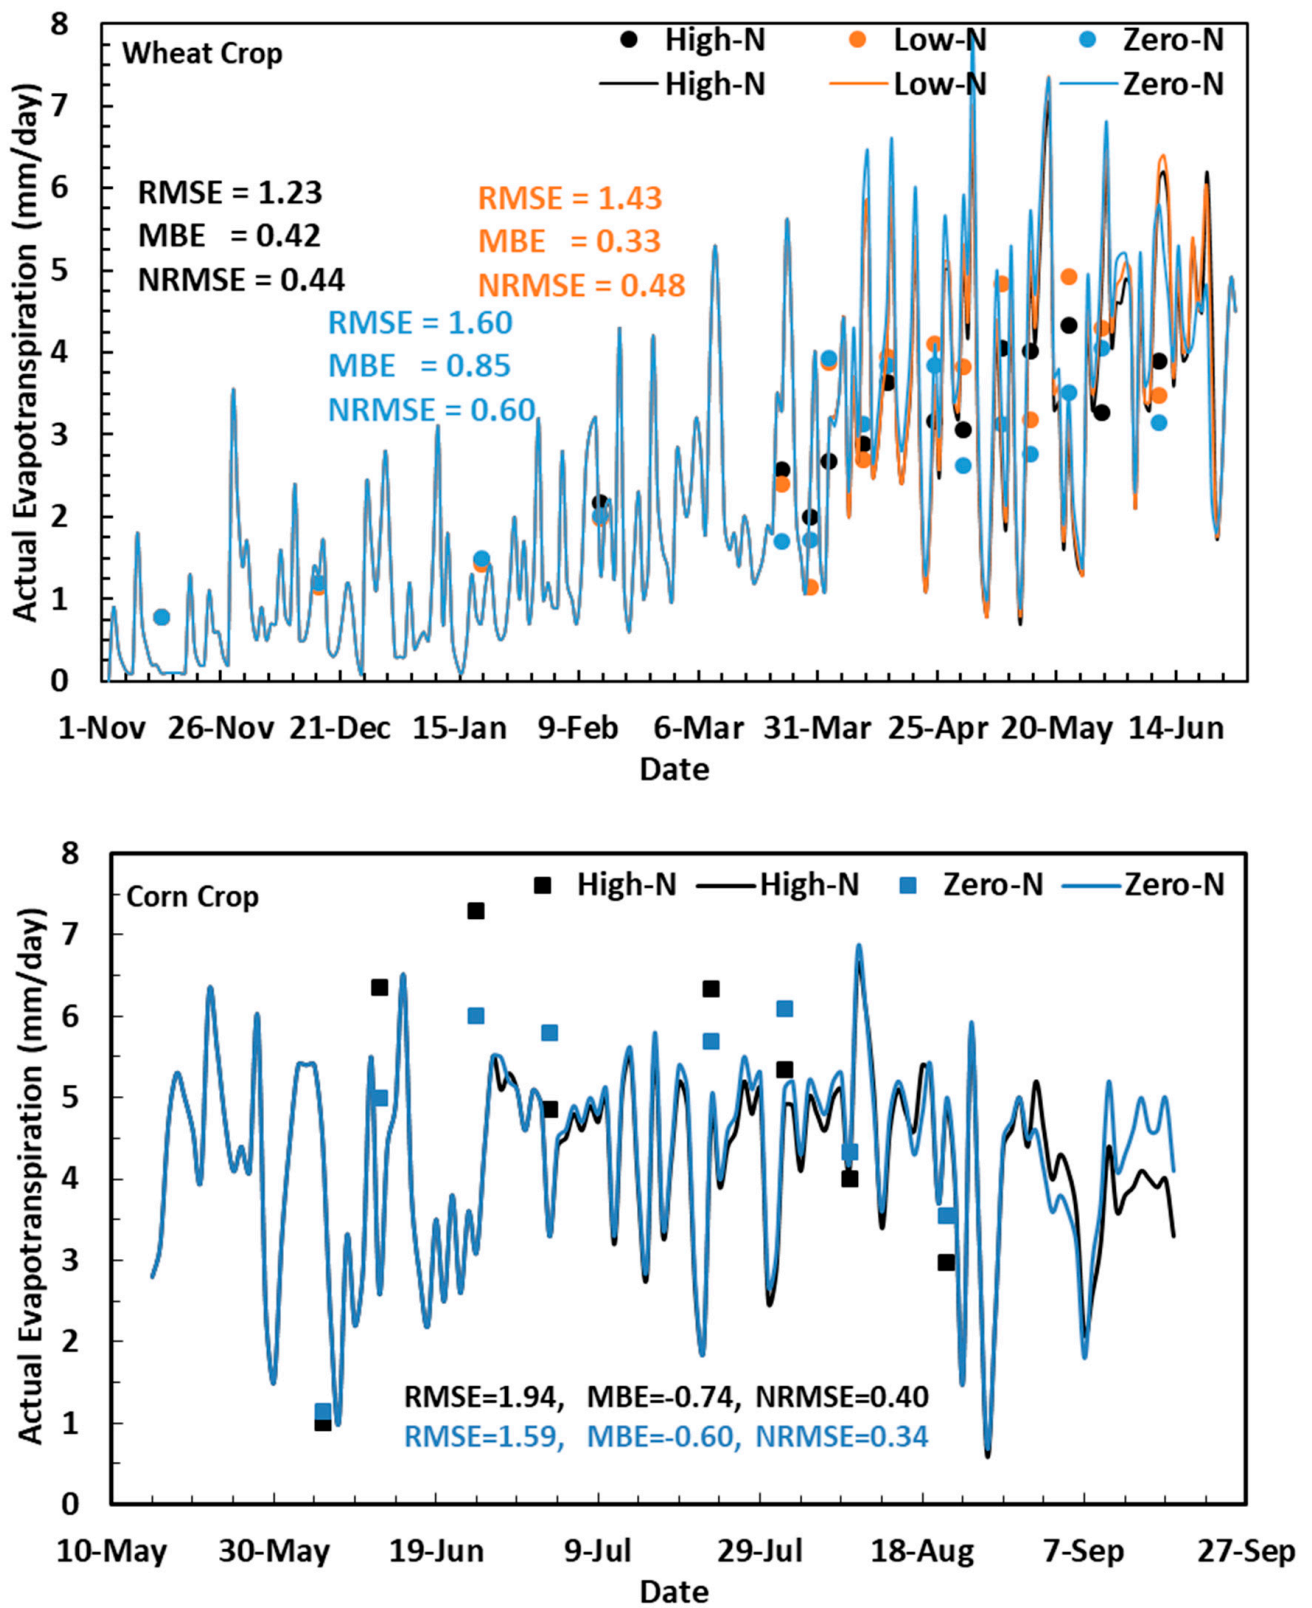 8
Wheat Crop
High-N Low-N Zero-N
High-N Low-N Zero-N
7
6
5
4
3
2
1
0
Actual Evapotranspiration (mm/day)
RMSE = 1.23
MBE = 0.42
NRMSE = 0.44
RMSE = 1.43
MBE = 0.33
NRMSE = 0.48
RMSE = 1.60
MBE = 0.85
NRMSE = 0.60
1-Nov 26-Nov 21-Dec 15-Jan 9-Feb 6-Mar 31-Mar 25-Apr 20-May 14-Jun
Date
8
Corn Crop
High-N High-N Zero-N Zero-N
7
6
5
4
3
2
1
0
Actual Evapotranspiration (mm/day)
RMSE=1.94, MBE=-0.74, NRMSE=0.40
RMSE=1.59, MBE=-0.60, NRMSE=0.34
10-May 30-May 19-Jun 9-Jul 29-Jul 18-Aug 7-Sep 27-Sep
Date